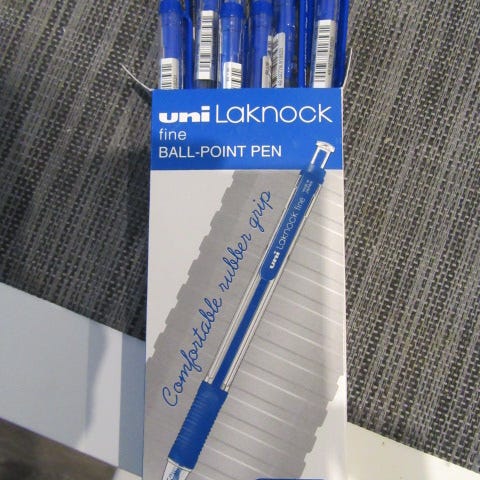 uni Laknock
fine
BALL-POINT PEN
Comfortable rubber grip
uni Laknock fine